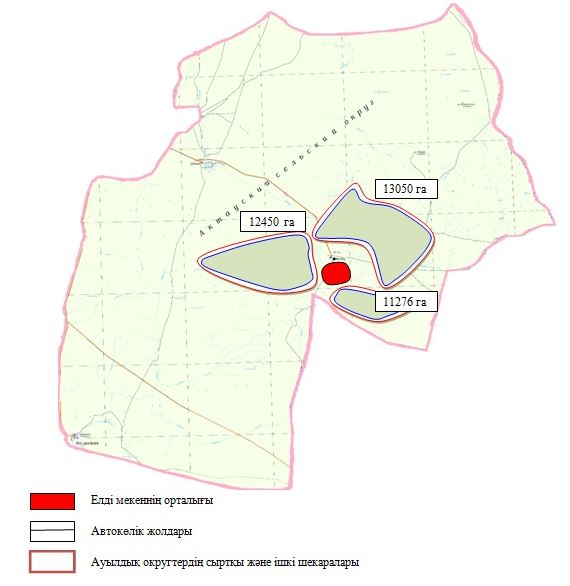 Актауский сельский округ
13050 га
12450 га
11276 га
Елді мекеннің орталығы
Автокөлік жолдары
Ауылдық округтердің сыртқы және ішкі шекаралары